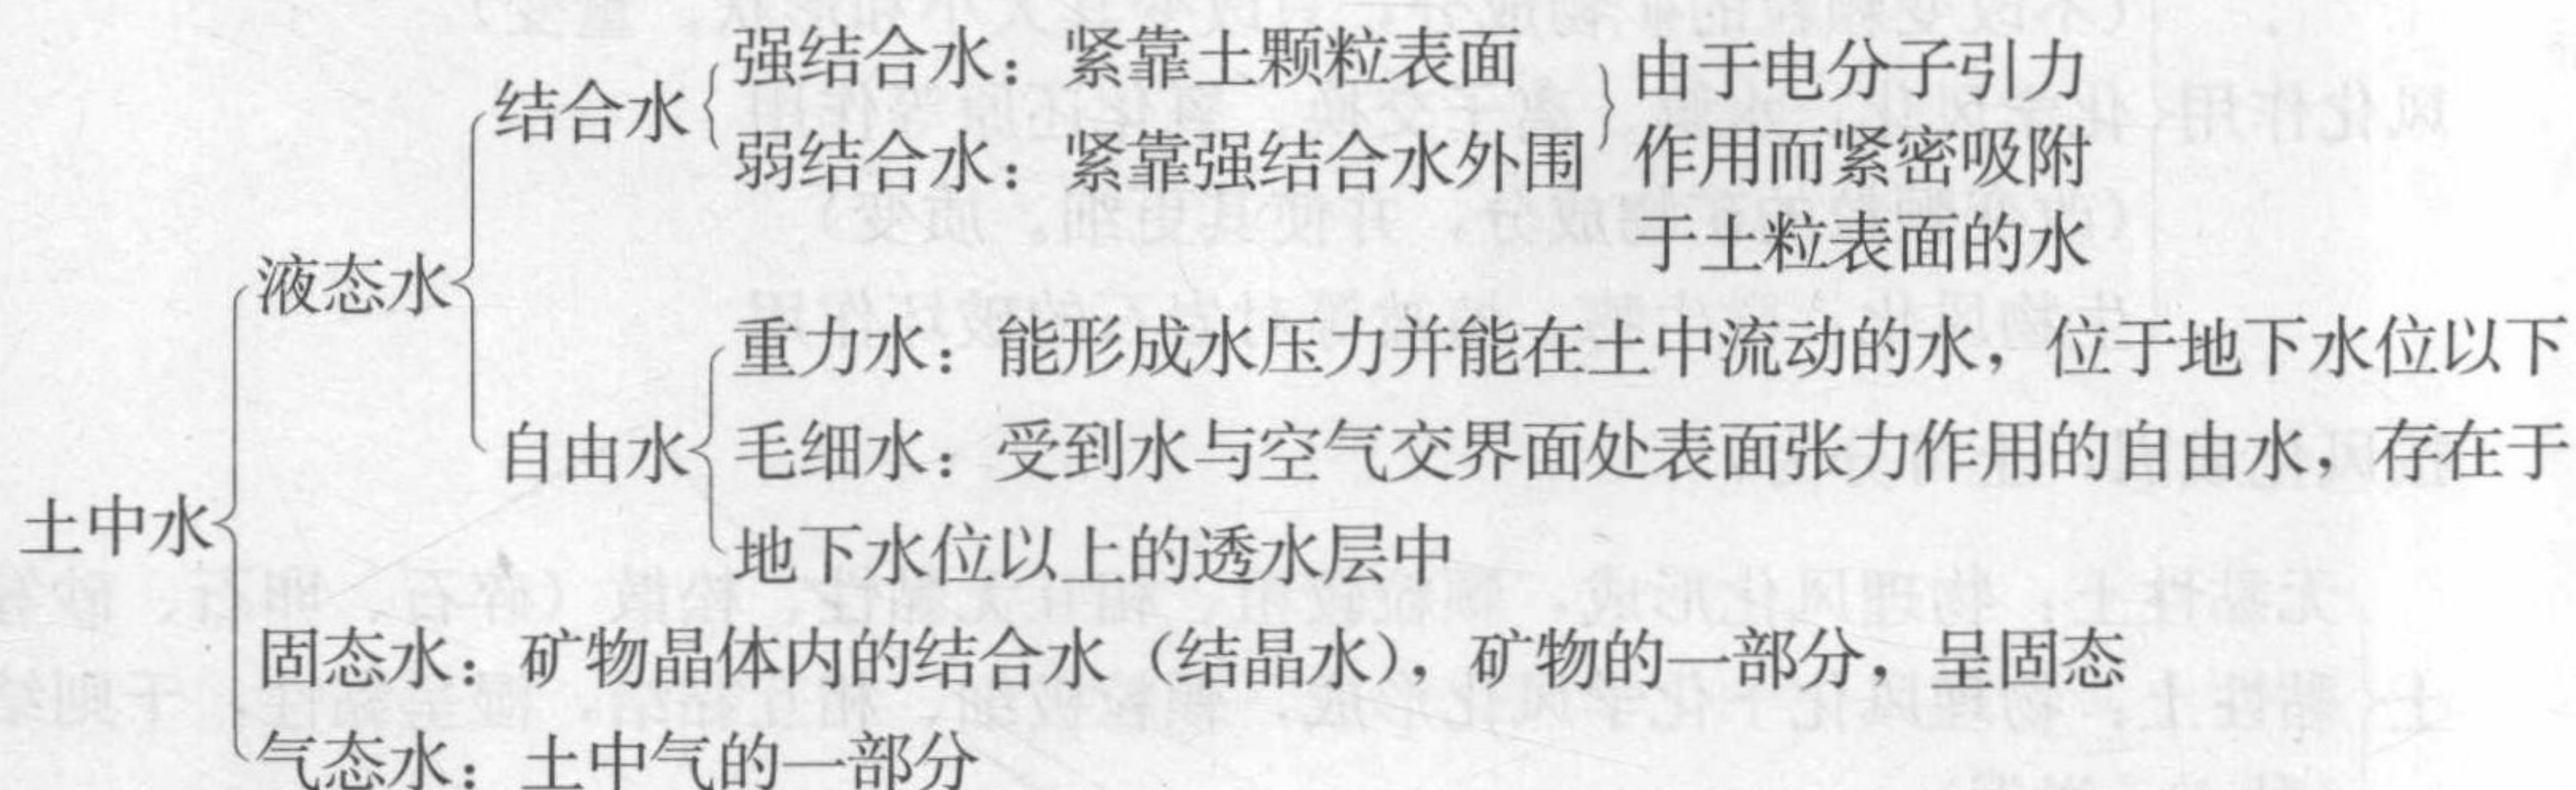 强结合水：紧靠土颗粒表面
结合水
弱结合水：紧靠强结合水外围
由于电分子引力
作用而紧密吸附
于土粒表面的水
液态水
重力水：能形成水压力并能在土中流动的水，位于地下水位以下
自由水
毛细水：受到水与空气交界面处表面张力作用的自由水，存在于
地下水位以上的透水层中
土中水
固态水：矿物晶体内的结合水（结晶水），矿物的一部分，呈固态
气态水：土中气的一部分